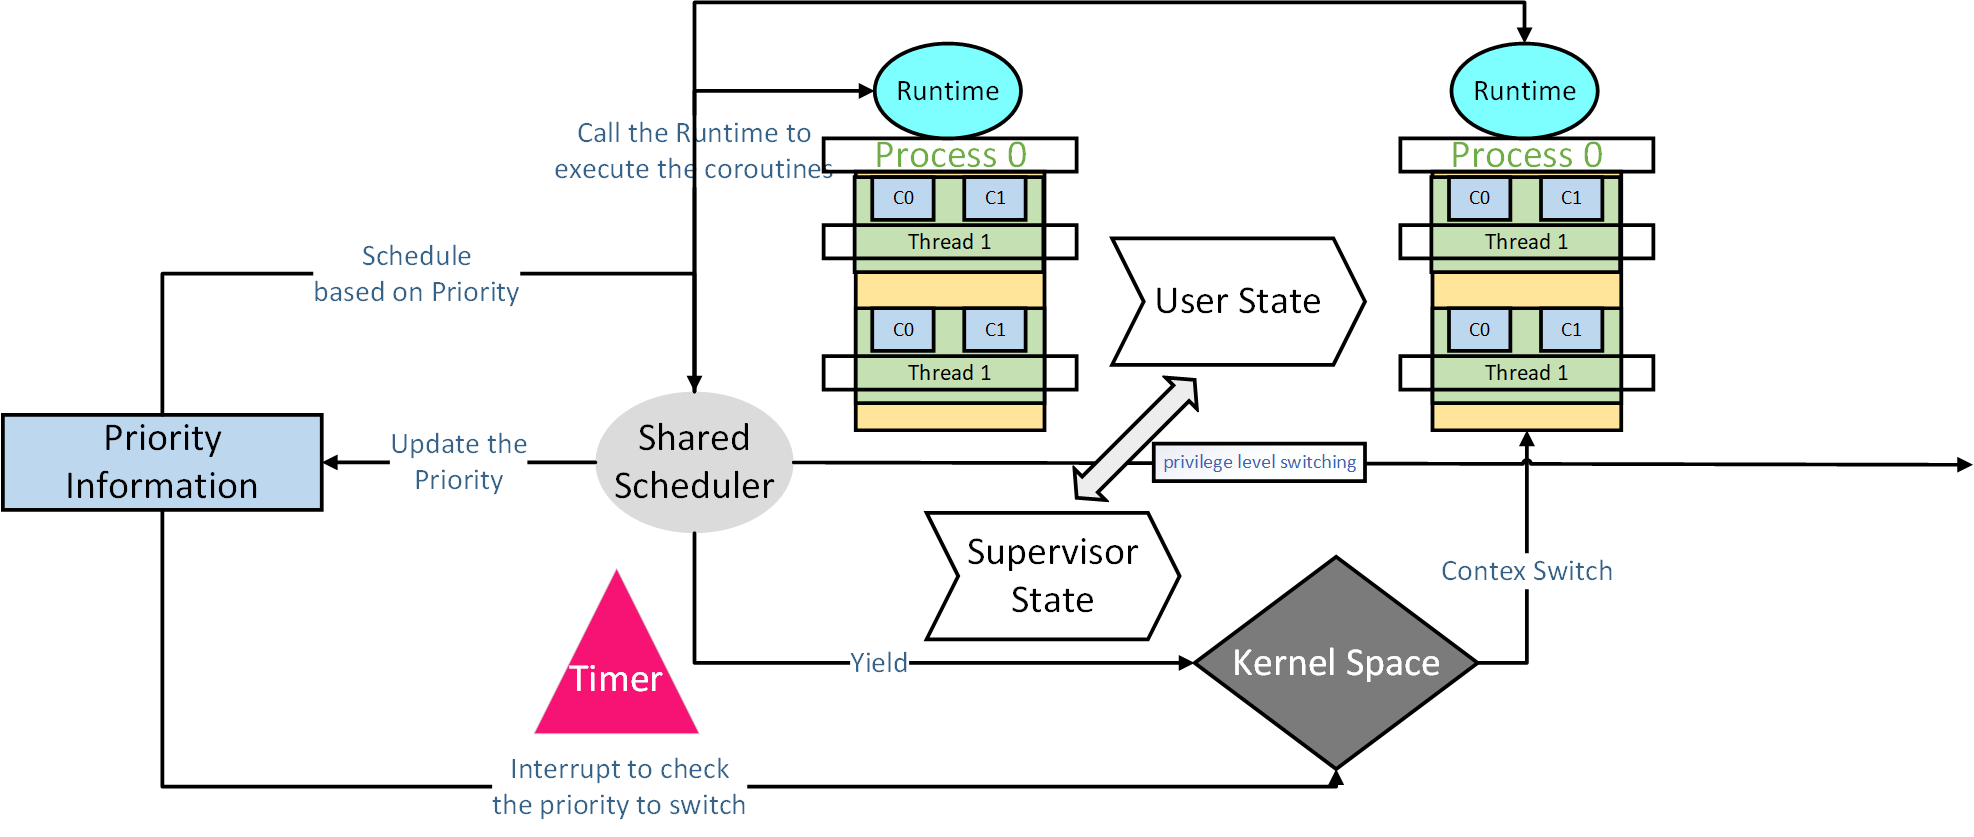 Runtime
Runtime
Call the Runtime to
execute the coroutines
Process 0
Process 0
C0
C1
C0
C1
Thread 1
Thread 1
Schedule
based on Priority
User State
C0
C1
C0
C1
Thread 1
Thread 1
Priority
Information
Update the
Priority
Shared
Scheduler
privilege level switching
Supervisor
State
Contex Switch
Timer
Yield
Kernel Space
Interrupt to check
the priority to switch